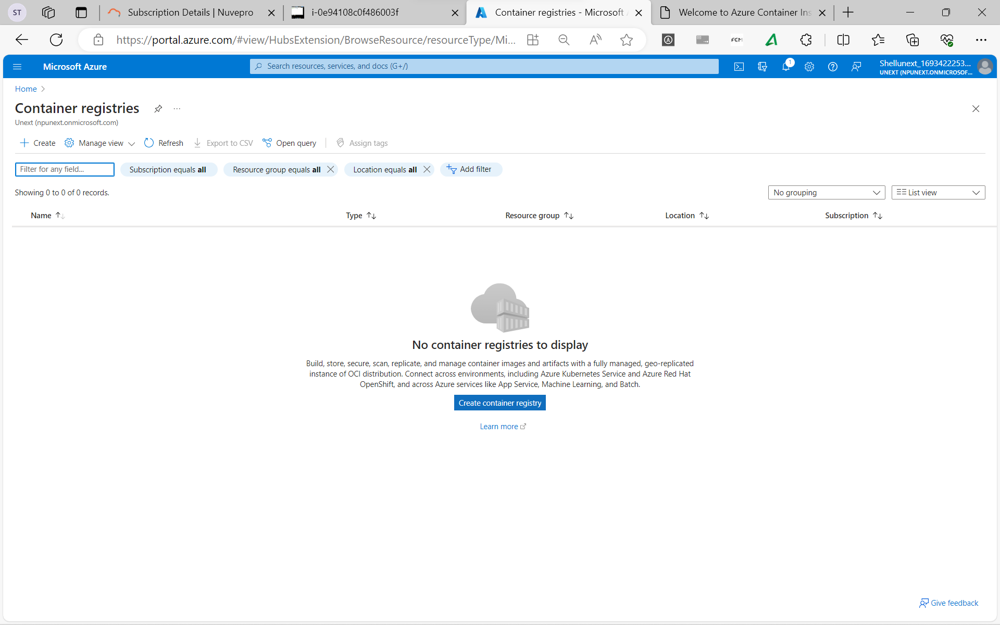 ST
Subscription Details | Nuvepro
i-0e94108c0f486003f
Container registries - Microsoft
Welcome to Azure Container Ins
https://portal.azure.com/#view/HubsExtension/BrowseResource/resourceType/Mi...
FCM
Microsoft Azure
Search resources, services, and docs (G+/)
1
Shellunext_1693422253...
UNEXT (NPUNEXT.ONMICROSOF...
Home
Container registries
...
Unext (npunext.onmicrosoft.com)
Create
Manage view
Refresh
Export to CSV
Open query
Assign tags
Filter for any field...
Subscription equals all
Resource group equals all
Location equals all
Add filter
Showing 0 to 0 of 0 records.
No grouping
List view
Name
Type
Resource group
Location
Subscription
No container registries to display
Build, store, secure, scan, replicate, and manage container images and artifacts with a fully managed, geo-replicated
instance of OCI distribution. Connect across environments, including Azure Kubernetes Service and Azure Red Hat
OpenShift, and across Azure services like App Service, Machine Learning, and Batch.
Create container registry
Learn more
Give feedback